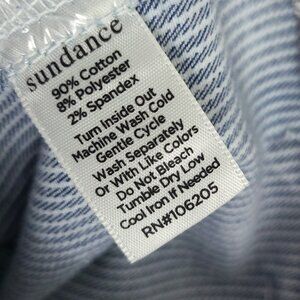 sundance
90% Cotton
8% Polyester
2% Spandex
Turn Inside Out
Machine Wash Cold
Gentle Cycle
Wash Separately
Or With Like Colors
Do Not Bleach
Tumble Dry Low
Cool Iron If Needed
RN#106205